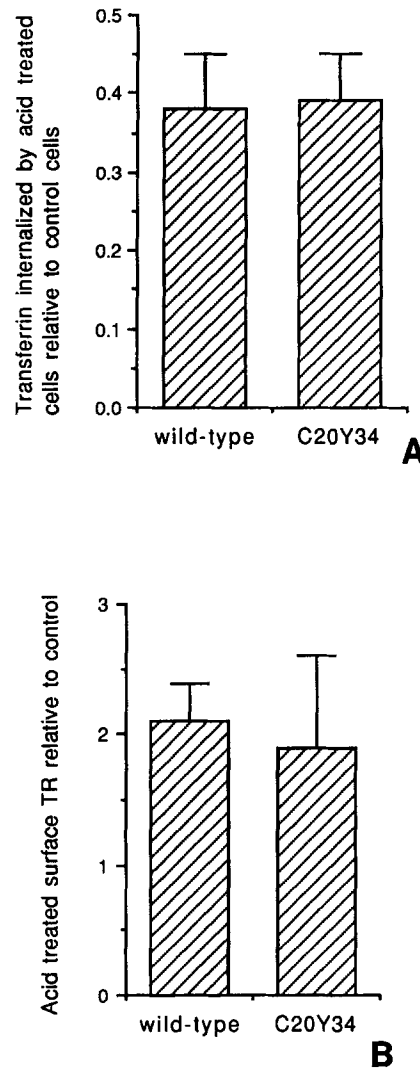 Transferrin internalized by acid treated
cells relative to control cells
0.5
0.4
0.3
0.2
0.1
0.0
wild-type C20Y34
A
Acid treated surface TR relative to control
3
2
1
0
wild-type C20Y34
B